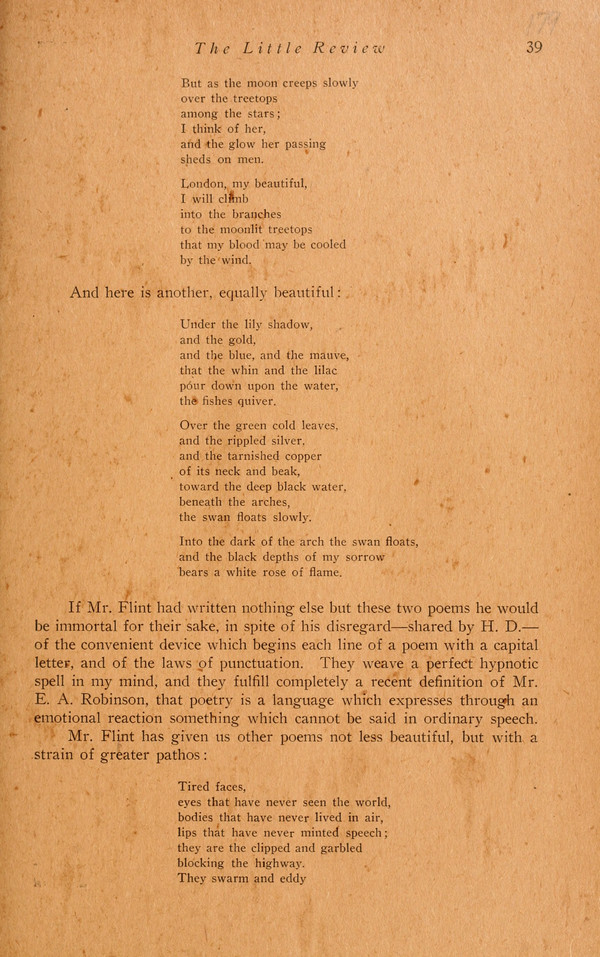 The Little Review 39
But as the moon creeps slowly
over the treetops
among the stars;
I think of her,
and the glow her passing
sheds on men.
London, my beautiful,
I will climb
into the branches
to the moonlit treetops
that my blood may be cooled
by the wind.
And here is another, equally beautiful:
Under the lily shadow,
and the gold,
and the blue, and the mauve,
that the whin and the lilac
pour down upon the water,
the fishes quiver.
Over the green cold leaves,
and the rippled silver,
and the tarnished copper
of its neck and beak,
toward the deep black water,
beneath the arches,
the swan floats slowly.
Into the dark of the arch the swan floats,
and the black depths of my sorrow
bears a white rose of flame.
If Mr. Flint had written nothing else but these two poems he would
be immortal for their sake, in spite of his disregard—shared by H. D.—
of the convenient device which begins each line of a poem with a capital
letter, and of the laws of punctuation. They weave a perfect hypnotic
spell in my mind, and they fulfill completely a recent definition of Mr.
E. A. Robinson, that poetry is a language which expresses through an
emotional reaction something which cannot be said in ordinary speech.
Mr. Flint has given us other poems not less beautiful, but with a
strain of greater pathos:
Tired faces,
eyes that have never seen the world,
bodies that have never lived in air,
lips that have never minted speech;
they are the clipped and garbled
blocking the highway.
They swarm and eddy